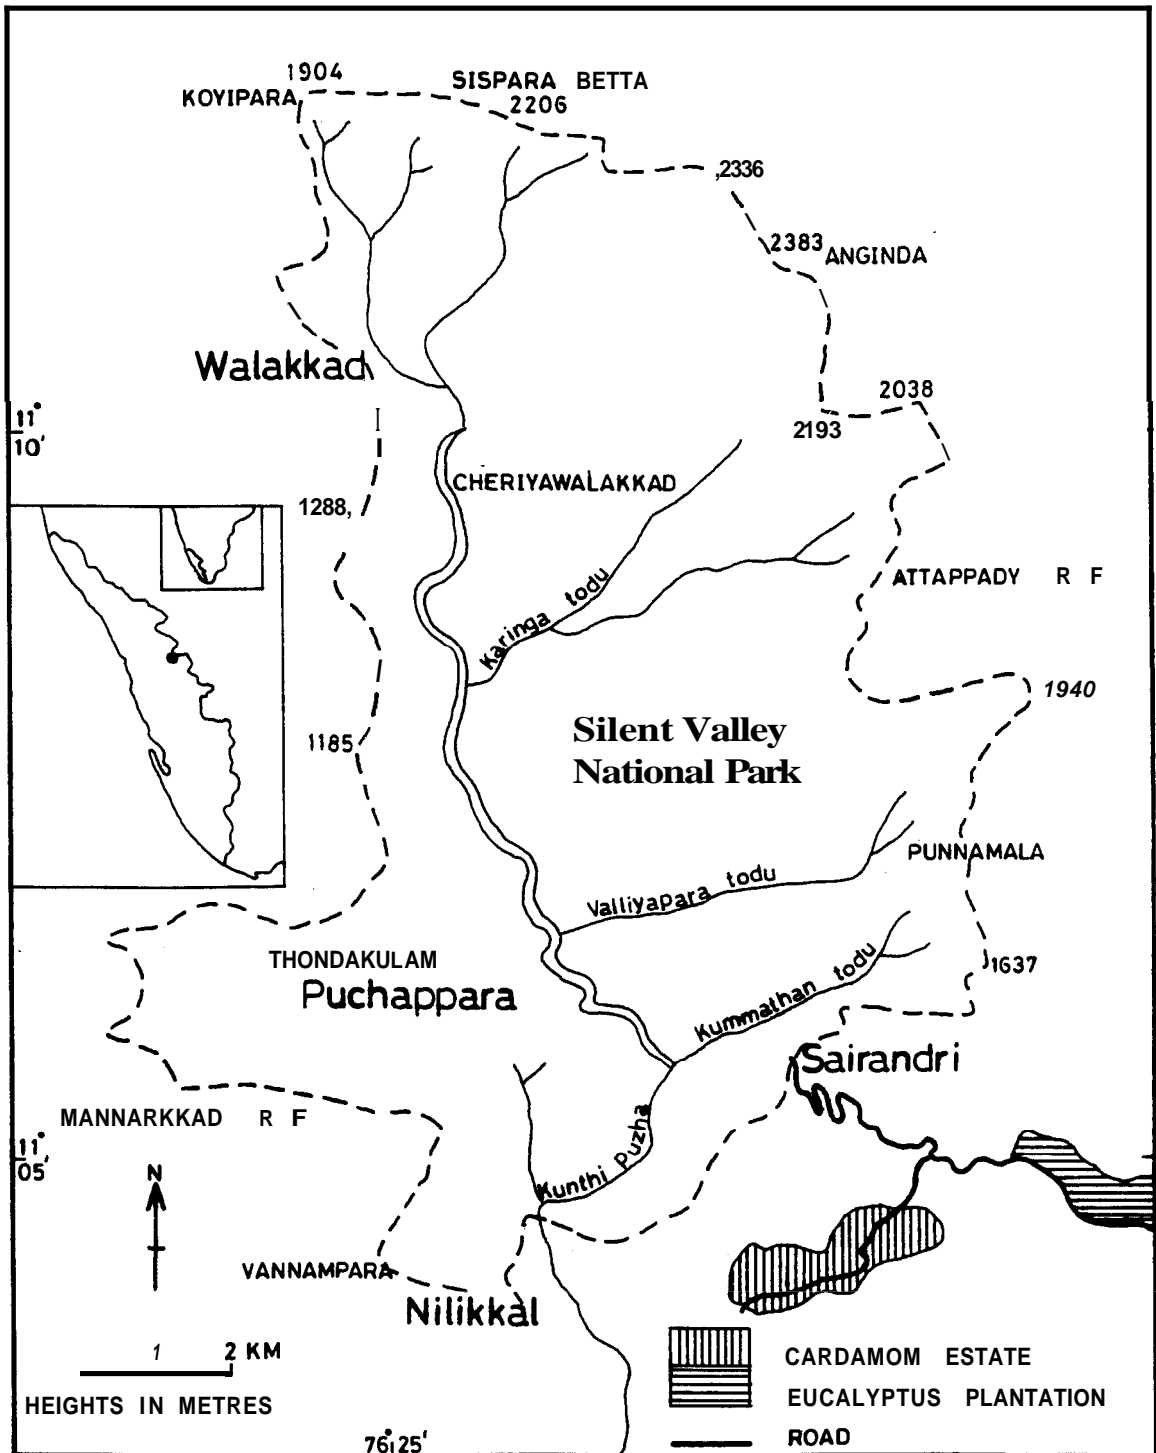 1904
SISPARA BETTA
KOYIPARA
2206
2336
2383
ANGINDA
Walakkad
2038
11°
10'
2193
CHERIYAWALAKKAD
1288
ATTAPPADY R F
Karinga todu
1940
Silent Valley
National Park
1185
PUNNAMALA
Valliyapara todu
THONDAKULAM
1637
Puchappara
Kummathan todu
Sairandri
MANNARKKAD R F
11°
05'
Kunthi Puzha
N
VANNAMPARA
Nilikkal
1 2 KM
CARDAMOM ESTATE
HEIGHTS IN METRES
EUCALYPTUS PLANTATION
ROAD
76° 25'